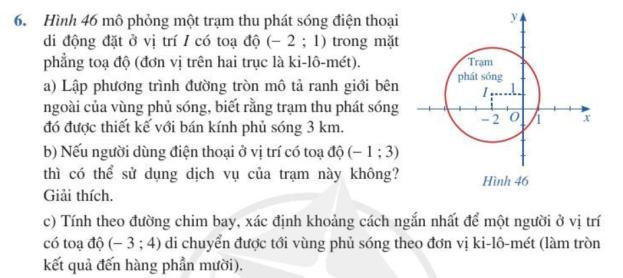 6. Hình 46 mô phỏng một trạm thu phát sóng điện thoại
di động đặt ở vị trí I có toạ độ (– 2 ; 1) trong mặt
phẳng toạ độ (đơn vị trên hai trục là ki-lô-mét).
a) Lập phương trình đường tròn mô tả ranh giới bên
ngoài của vùng phủ sóng, biết rằng trạm thu phát sóng
đó được thiết kế với bán kính phủ sóng 3 km.
b) Nếu người dùng điện thoại ở vị trí có toạ độ (– 1 ; 3)
thì có thể sử dụng dịch vụ của trạm này không?
Giải thích.
y
Trạm
phát sóng
I
1
– 2
O
1
x
Hình 46
c) Tính theo đường chim bay, xác định khoảng cách ngắn nhất để một người ở vị trí
có toạ độ (– 3 ; 4) di chuyển được tới vùng phủ sóng theo đơn vị ki-lô-mét (làm tròn
kết quả đến hàng phần mười).